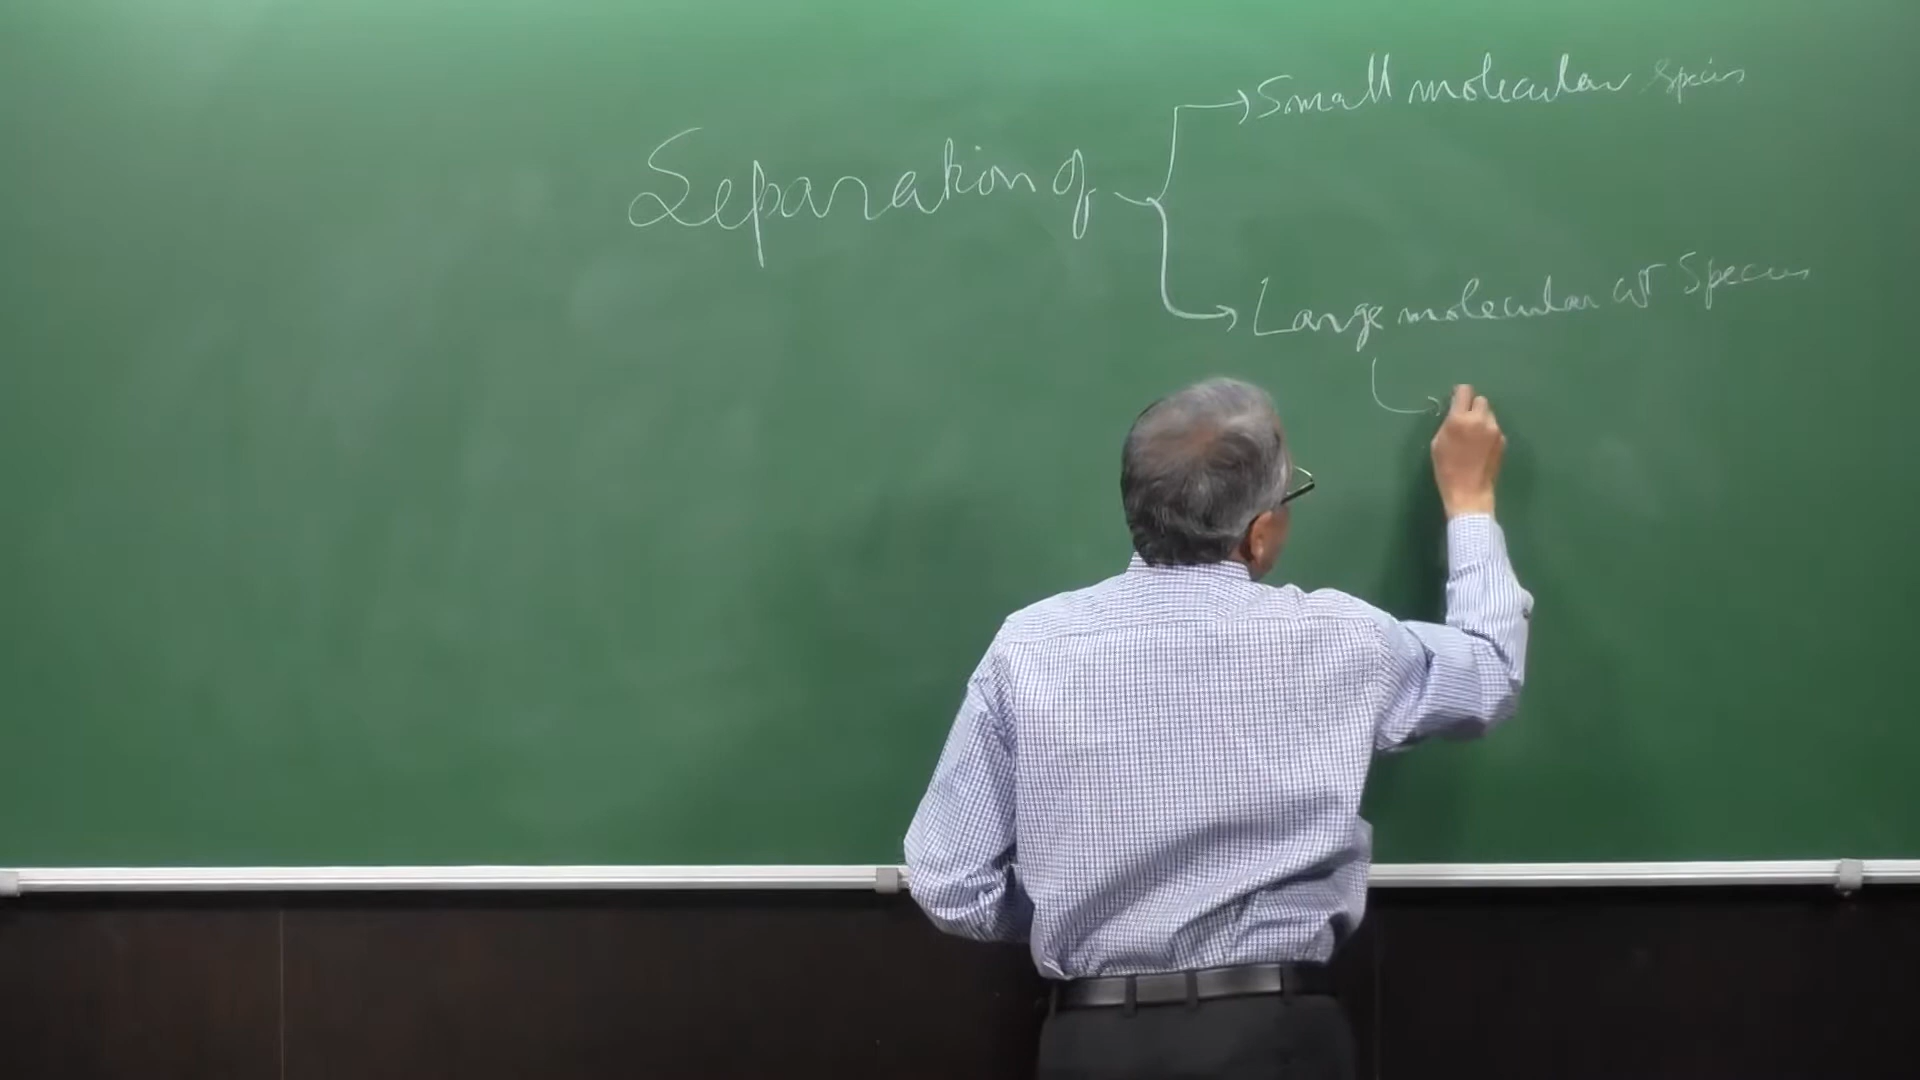 Small molecular Species
Separation of
Large molecular wt Species